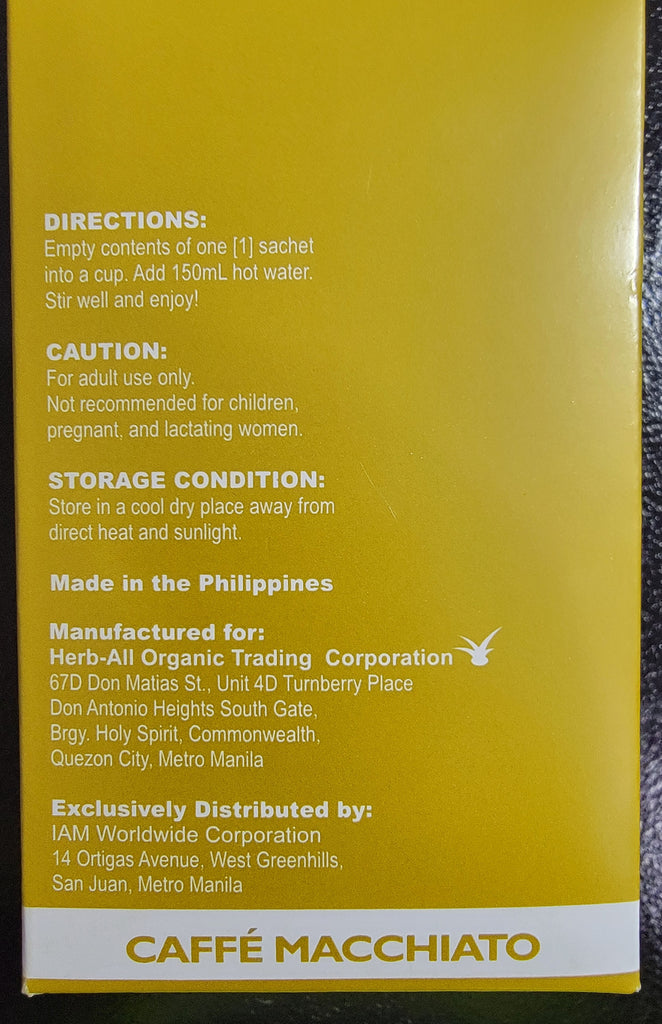 DIRECTIONS:
Empty contents of one [1] sachet
into a cup. Add 150mL hot water.
Stir well and enjoy!
CAUTION:
For adult use only.
Not recommended for children,
pregnant, and lactating women.
STORAGE CONDITION:
Store in a cool dry place away from
direct heat and sunlight.
Made in the Philippines
Manufactured for:
Herb-All Organic Trading Corporation
67D Don Matias St., Unit 4D Turnberry Place
Don Antonio Heights South Gate,
Brgy. Holy Spirit, Commonwealth,
Quezon City, Metro Manila
Exclusively Distributed by:
IAM Worldwide Corporation
14 Ortigas Avenue, West Greenhills,
San Juan, Metro Manila
CAFFÉ MACCHIATO